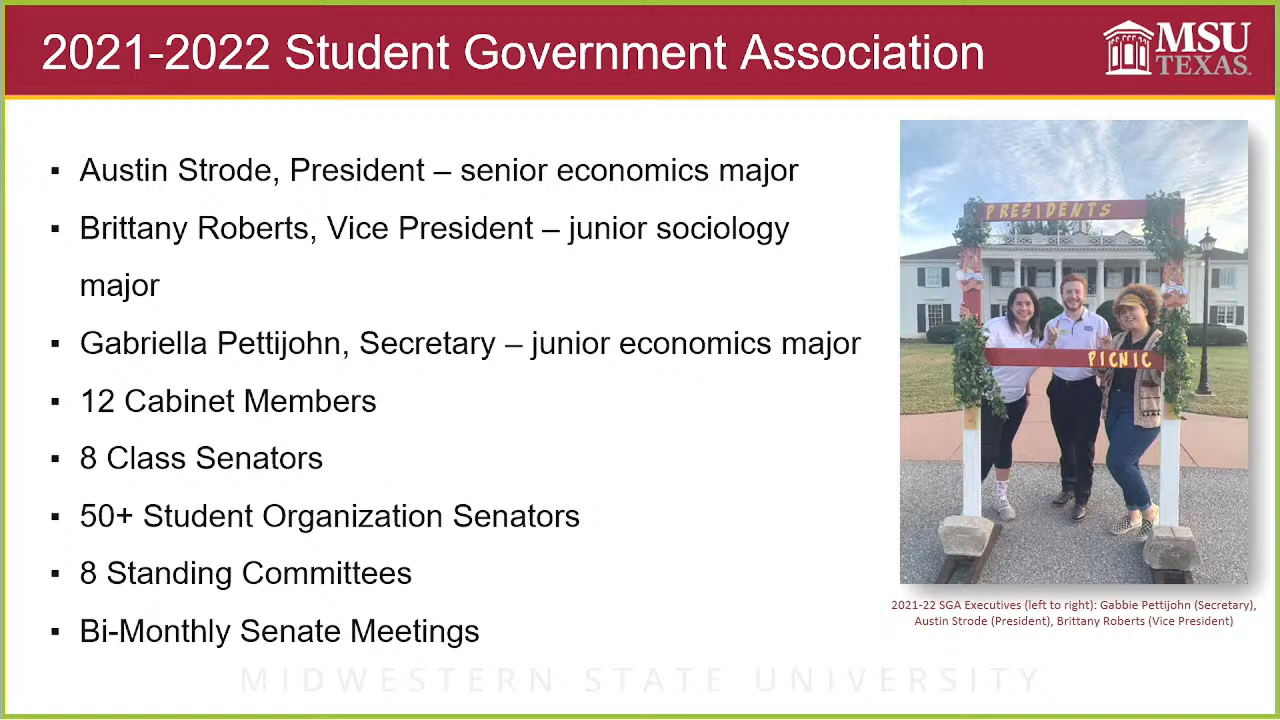 2021-2022 Student Government Association
MSU
TEXAS
▪ Austin Strode, President – senior economics major
▪ Brittany Roberts, Vice President – junior sociology
major
▪ Gabriella Pettijohn, Secretary – junior economics major
▪ 12 Cabinet Members
▪ 8 Class Senators
▪ 50+ Student Organization Senators
▪ 8 Standing Committees
▪ Bi-Monthly Senate Meetings
PRESIDENTS
PICNIC
2021-22 SGA Executives (left to right): Gabbie Pettijohn (Secretary),
Austin Strode (President), Brittany Roberts (Vice President)
MIDWESTERN STATE UNIVERSITY